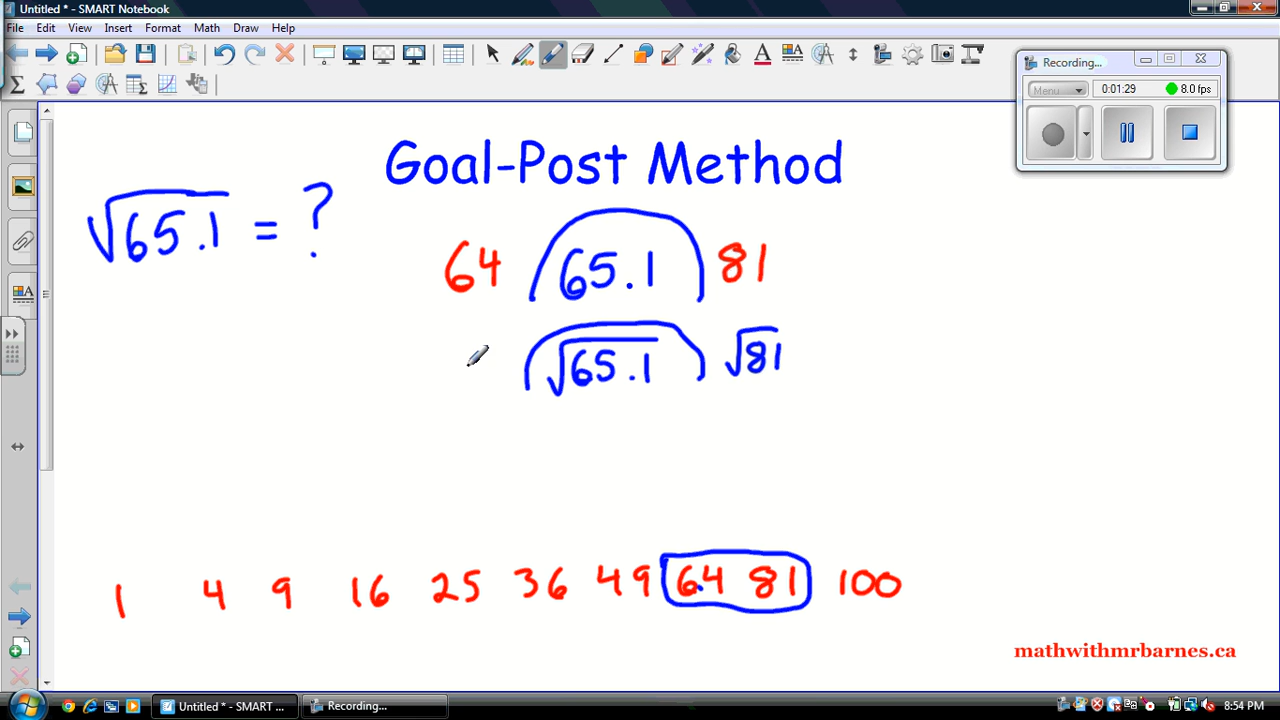 Untitled * - SMART Notebook
File Edit View Insert Format Math Draw Help
Recording...
Menu 00:01:29 8.0 fps
Goal-Post Method
√65.1 = ?
64 65.1 81
√65.1 √81
1 4 9 16 25 36 49 64 81 100
mathwithmrbarnes.ca
Untitled * - SMART ... Recording... 8:54 PM